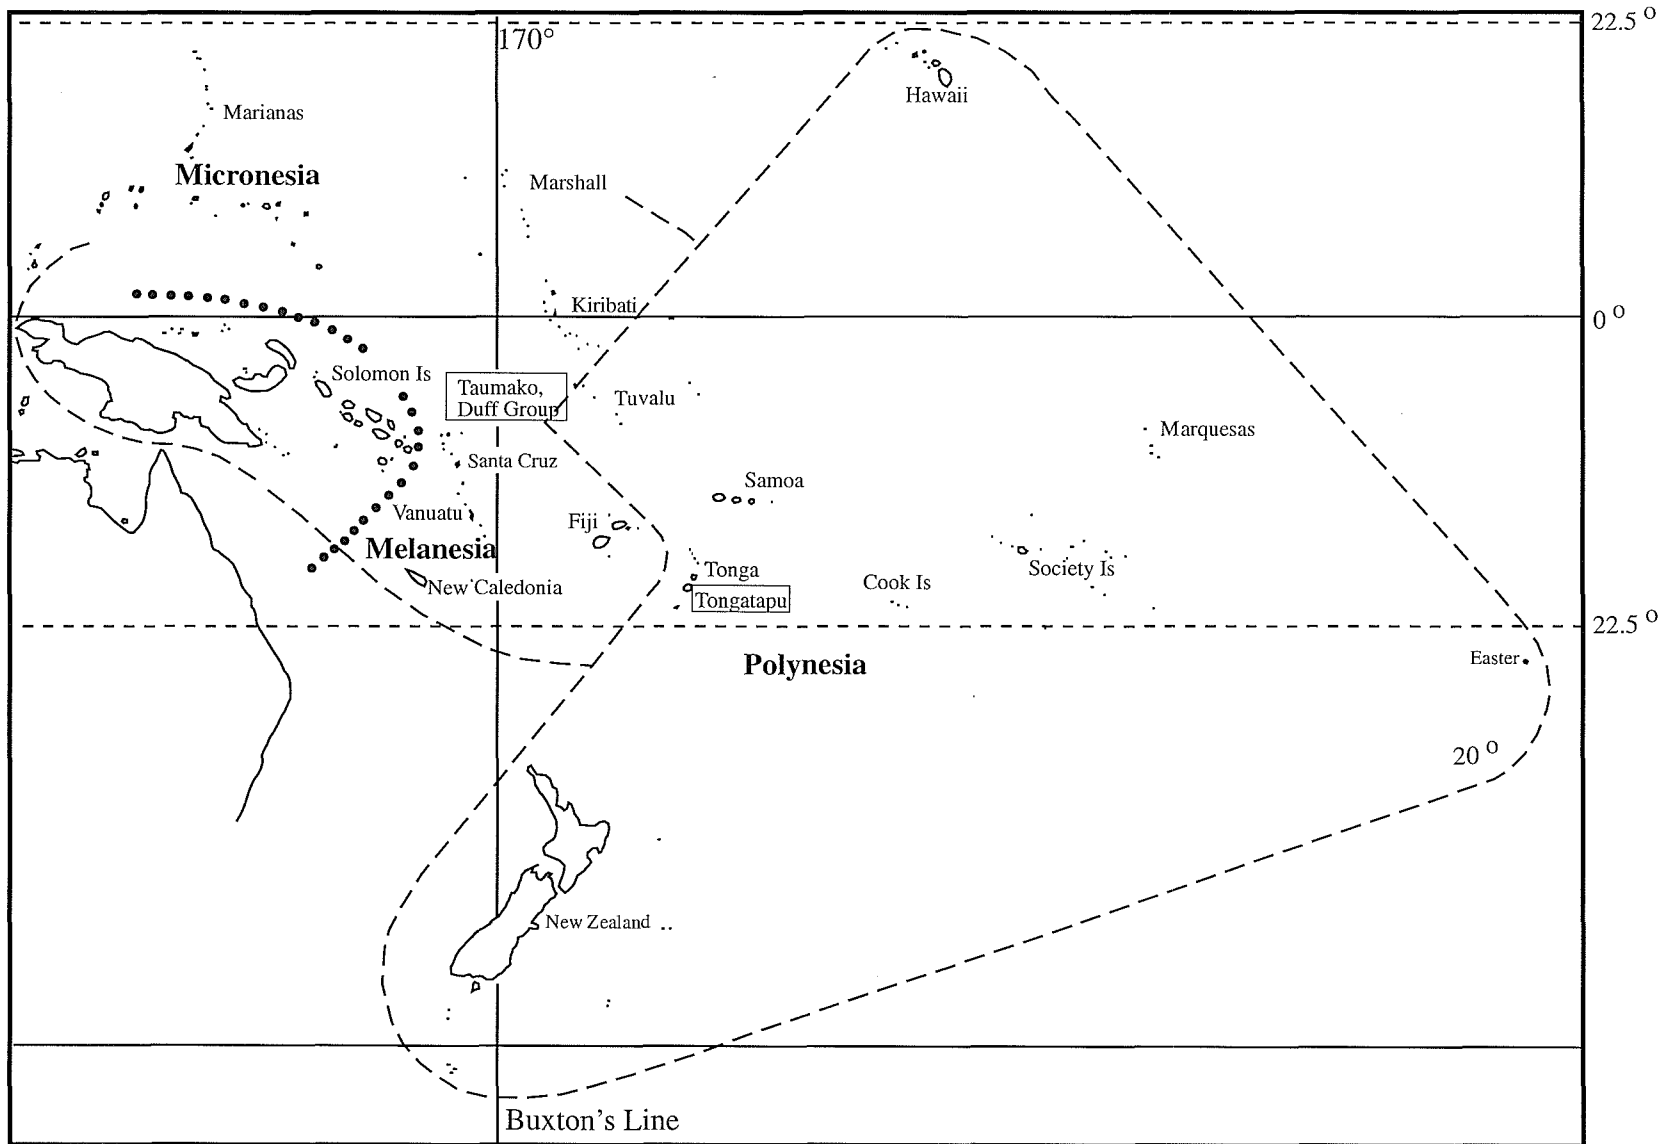 22.5 O
170°
Hawaii
Marianas
Micronesia
Marshall
Kiribati
0 O
Solomon Is
Taumako,
Duff Group
Tuvalu
Marquesas
Santa Cruz
Samoa
Vanuatu
Fiji
Melanesia
Tonga
Society Is
New Caledonia
Cook Is
Tongatapu
22.5 O
Polynesia
Easter
20 O
New Zealand
Buxton's Line